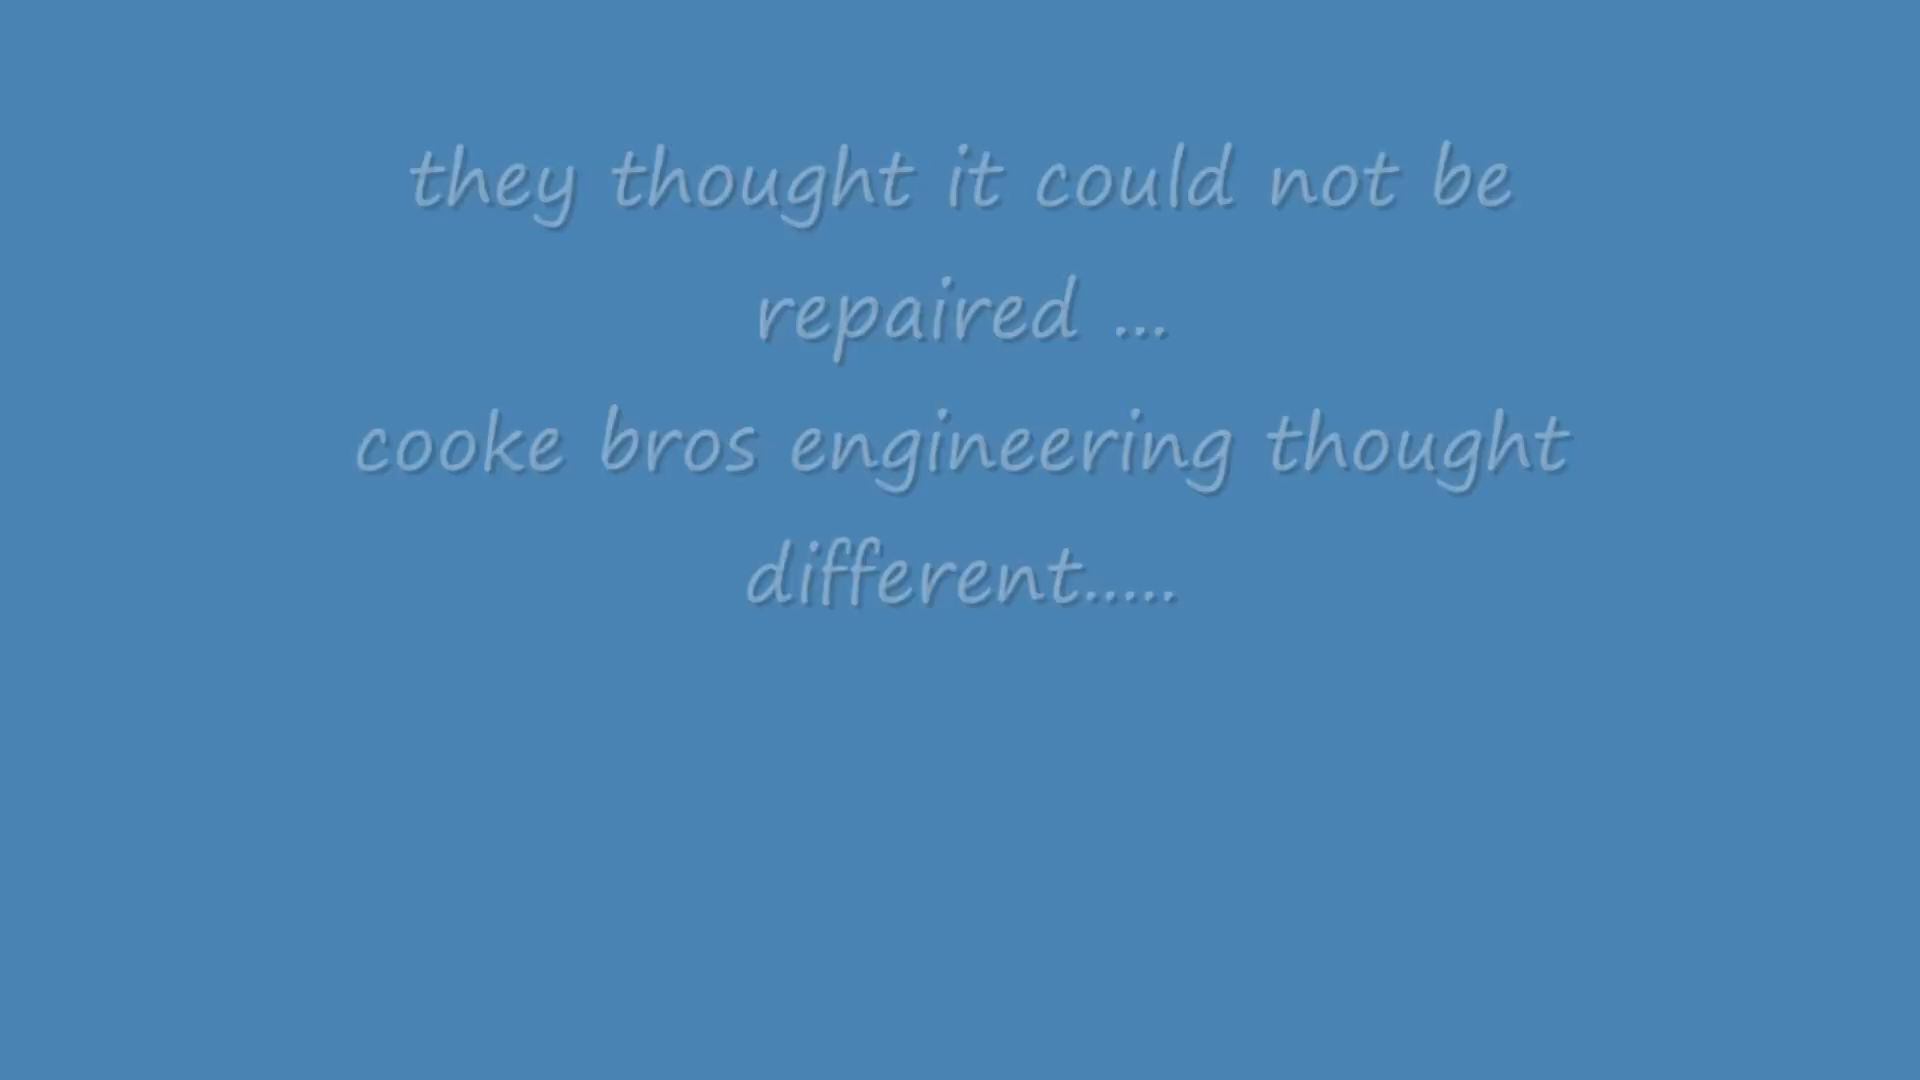 they thought it could not be
repaired ...
cooke bros engineering thought
different.....